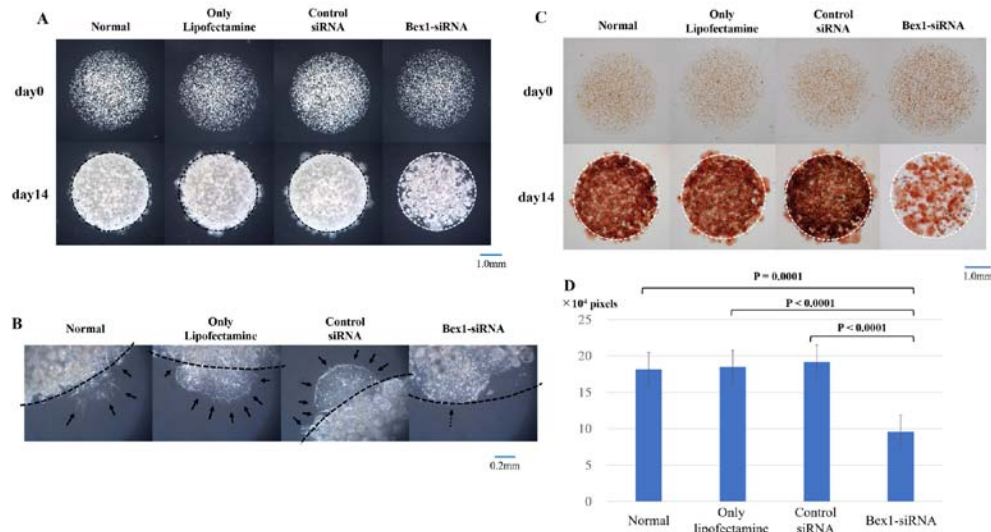 A
Normal
Only
Lipofectamine
Control
siRNA
Bex1-siRNA
day0
day14
1.0mm
B
Normal
Only
Lipofectamine
Control
siRNA
Bex1-siRNA
0.2mm
C
Normal
Only
Lipofectamine
Control
siRNA
Bex1-siRNA
day0
day14
1.0mm
D
×10⁴ pixels
P = 0.0001
P < 0.0001
P < 0.0001
25
20
15
10
5
0
Normal
Only
lipofectamine
Control
siRNA
Bex1-siRNA